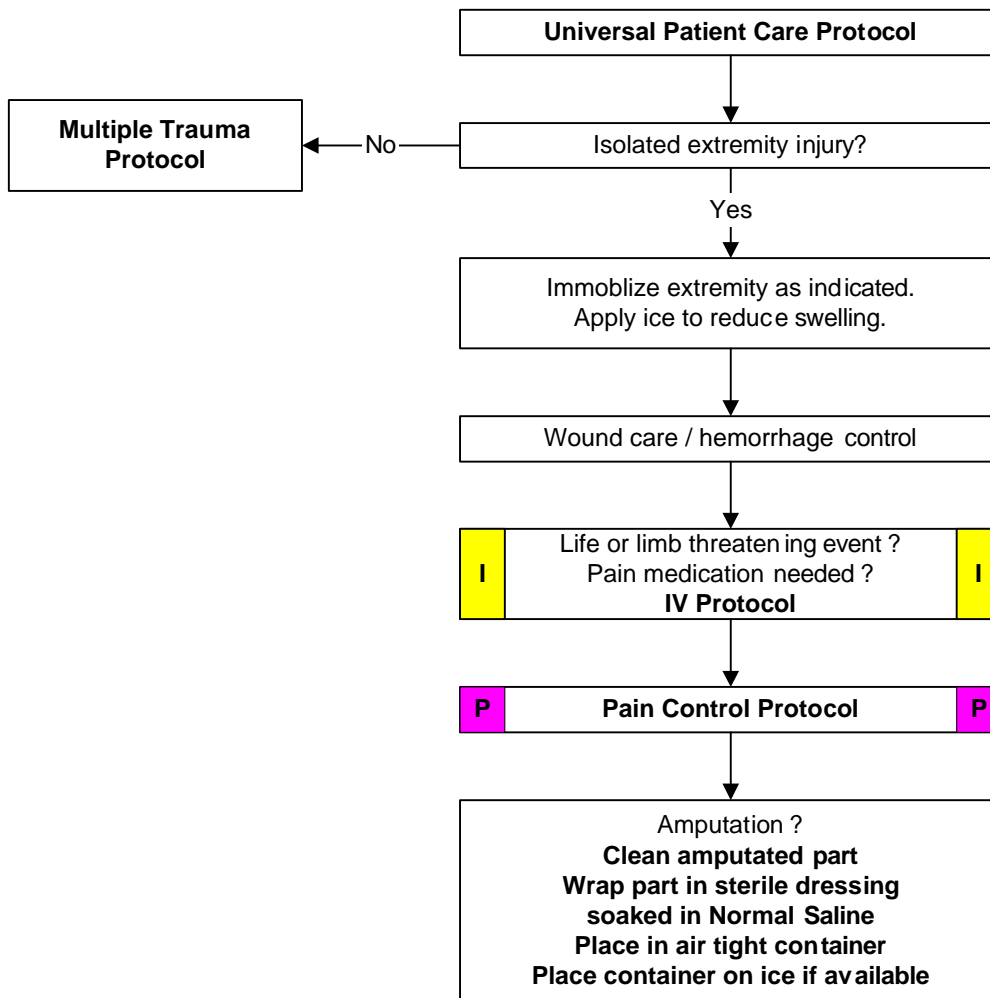 Universal Patient Care Protocol
Multiple Trauma
Protocol
No
Isolated extremity injury?
Yes
Immoblize extremity as indicated.
Apply ice to reduce swelling.
Wound care / hemorrhage control
I
Life or limb threatening event ?
Pain medication needed ?
IV Protocol
I
P
Pain Control Protocol
P
Amputation ?
Clean amputated part
Wrap part in sterile dressing
soaked in Normal Saline
Place in air tight container
Place container on ice if available